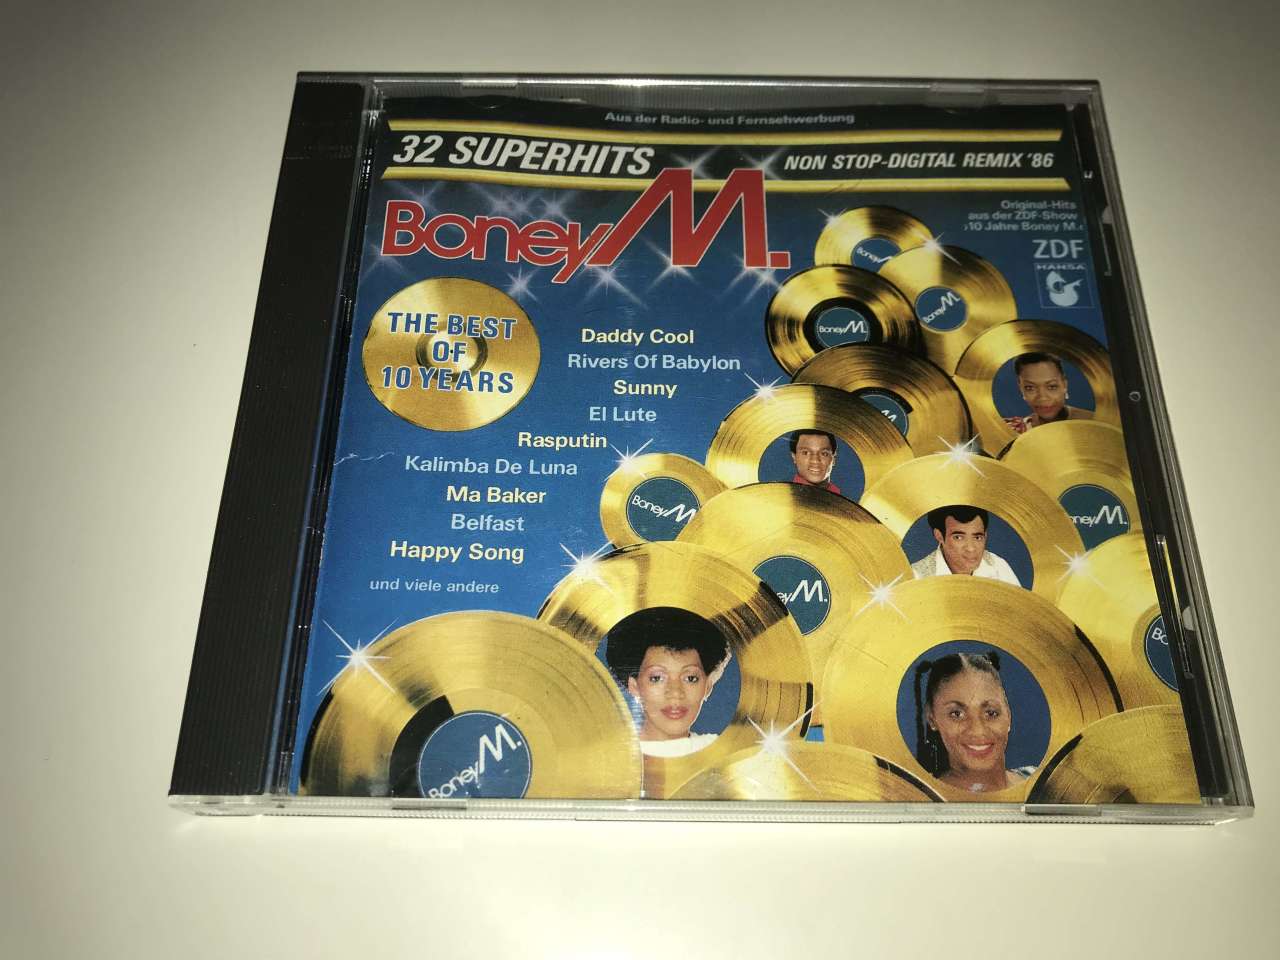 Aus der Radio- und Fernsehwerbung
32 SUPERHITS
NON STOP-DIGITAL REMIX '86
Boney M.
Original-Hits
aus der ZDF-Show
›10 Jahre Boney M.‹
ZDF
HANSA
THE BEST
OF
10 YEARS
Daddy Cool
Rivers Of Babylon
Sunny
El Lute
Rasputin
Kalimba De Luna
Ma Baker
Belfast
Happy Song
und viele andere
Boney M.
Boney M.
Boney M.
Boney M.
Boney M.